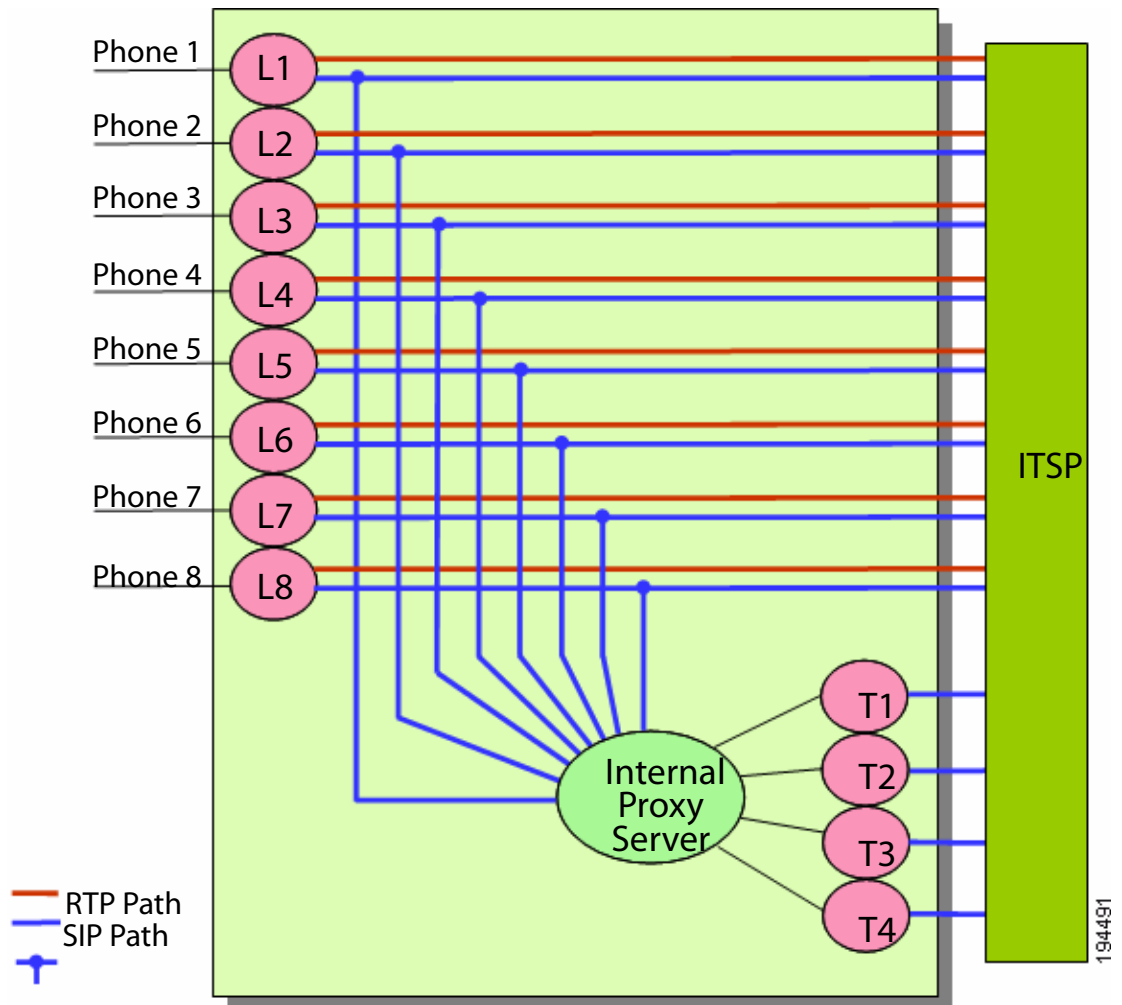 Phone 1
L1
Phone 2
L2
Phone 3
L3
Phone 4
L4
Phone 5
L5
Phone 6
L6
ITSP
Phone 7
L7
Phone 8
L8
T1
Internal
Proxy
Server
T2
T3
T4
RTP Path
SIP Path
194491